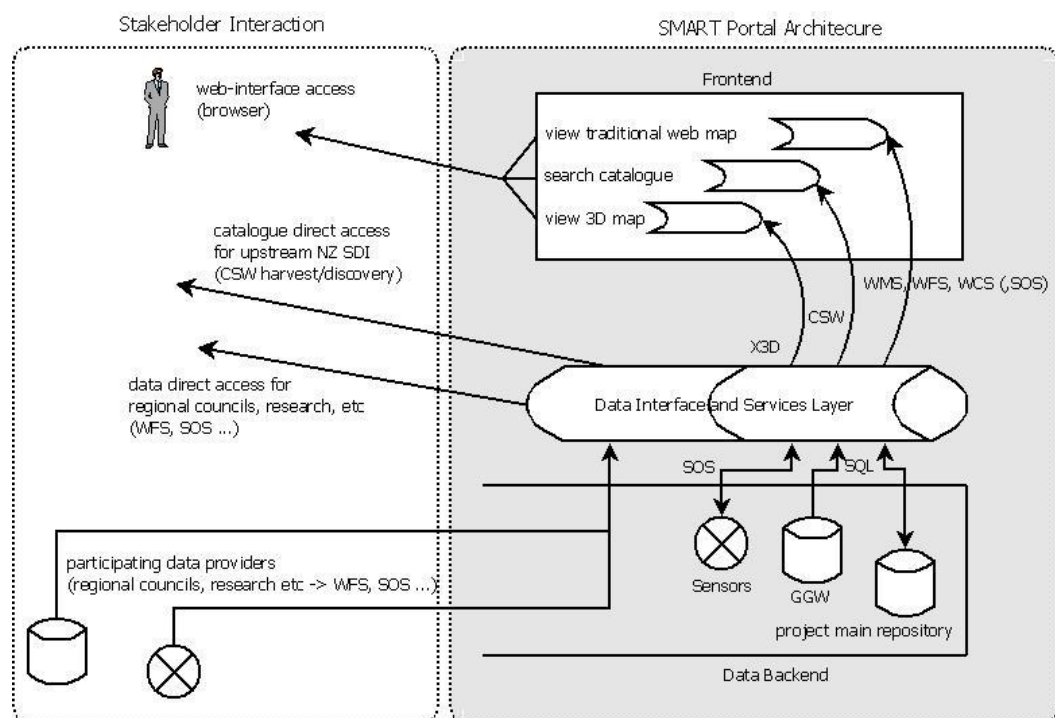 Stakeholder Interaction
SMART Portal Architecure
web-interface access
(browser)
Frontend
view traditional web map
search catalogue
view 3D map
catalogue direct access
for upstream NZ SDI
(CSW harvest/discovery)
WMS, WFS, WCS (,SOS)
CSW
X3D
data direct access for
regional councils, research, etc
(WFS, SOS ...)
Data Interface and Services Layer
SOS
SQL
participating data providers
(regional councils, research etc -> WFS, SOS ...)
Sensors
GGW
project main repository
Data Backend